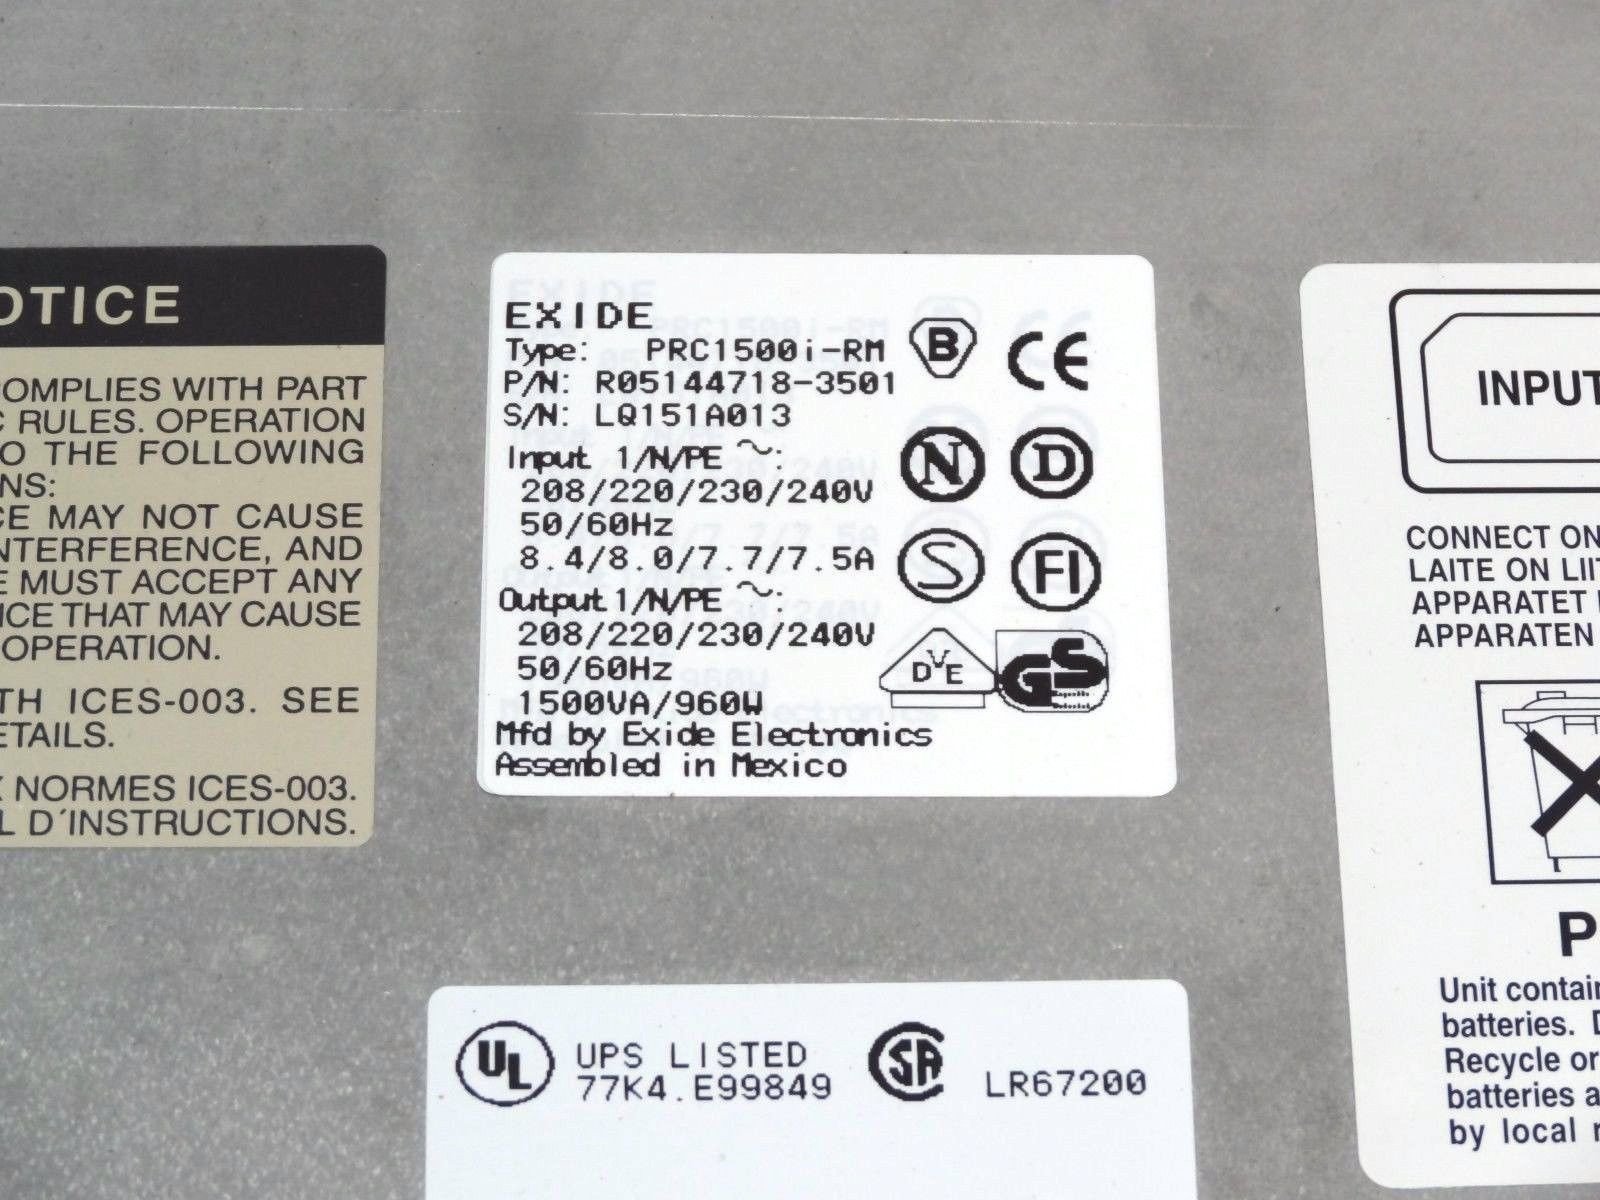 OTICE
OMPLIES WITH PART
C RULES. OPERATION
O THE FOLLOWING
NS:
CE MAY NOT CAUSE
NTERFERENCE, AND
E MUST ACCEPT ANY
NCE THAT MAY CAUSE
OPERATION.
TH ICES-003. SEE
ETAILS.
X NORMES ICES-003.
L D'INSTRUCTIONS.
EXIDE
Type: PRC1500i-RM
P/N: R05144718-3501
S/N: LQ151A013
Input 1/N/PE ~:
208/220/230/240V
50/60Hz
8.4/8.0/7.7/7.5A
Output 1/N/PE ~:
208/220/230/240V
50/60Hz
1500VA/960W
Mfd by Exide Electronics
Assembled in Mexico
B CE
N D
S FI
DVE GS
UL UPS LISTED
77K4.E99849
CSA LR67200
INPUT
CONNECT ON
LAITE ON LIIT
APPARATET
APPARATEN
P
Unit contain
batteries.
Recycle or
batteries a
by local